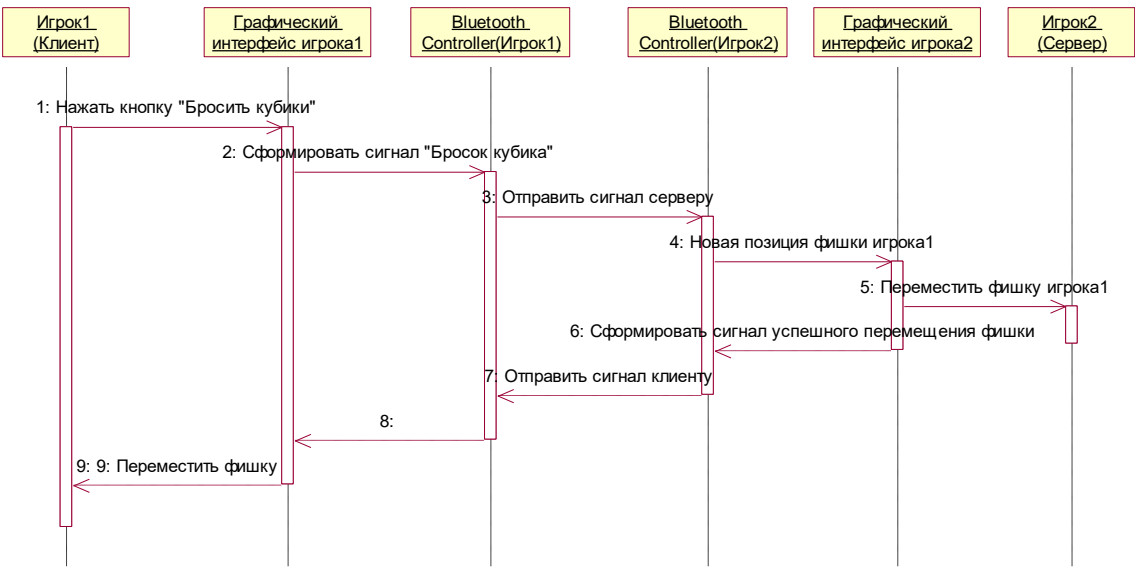 Игрок1
(Клиент)
Графический
интерфейс игрока1
Bluetooth
Controller(Игрок1)
Bluetooth
Controller(Игрок2)
Графический
интерфейс игрока2
Игрок2
(Сервер)
1: Нажать кнопку "Бросить кубики"
2: Сформировать сигнал "Бросок кубика"
3: Отправить сигнал серверу
4: Новая позиция фишки игрока1
5: Переместить фишку игрока1
6: Сформировать сигнал успешного перемещения фишки
7: Отправить сигнал клиенту
8:
9: 9: Переместить фишку